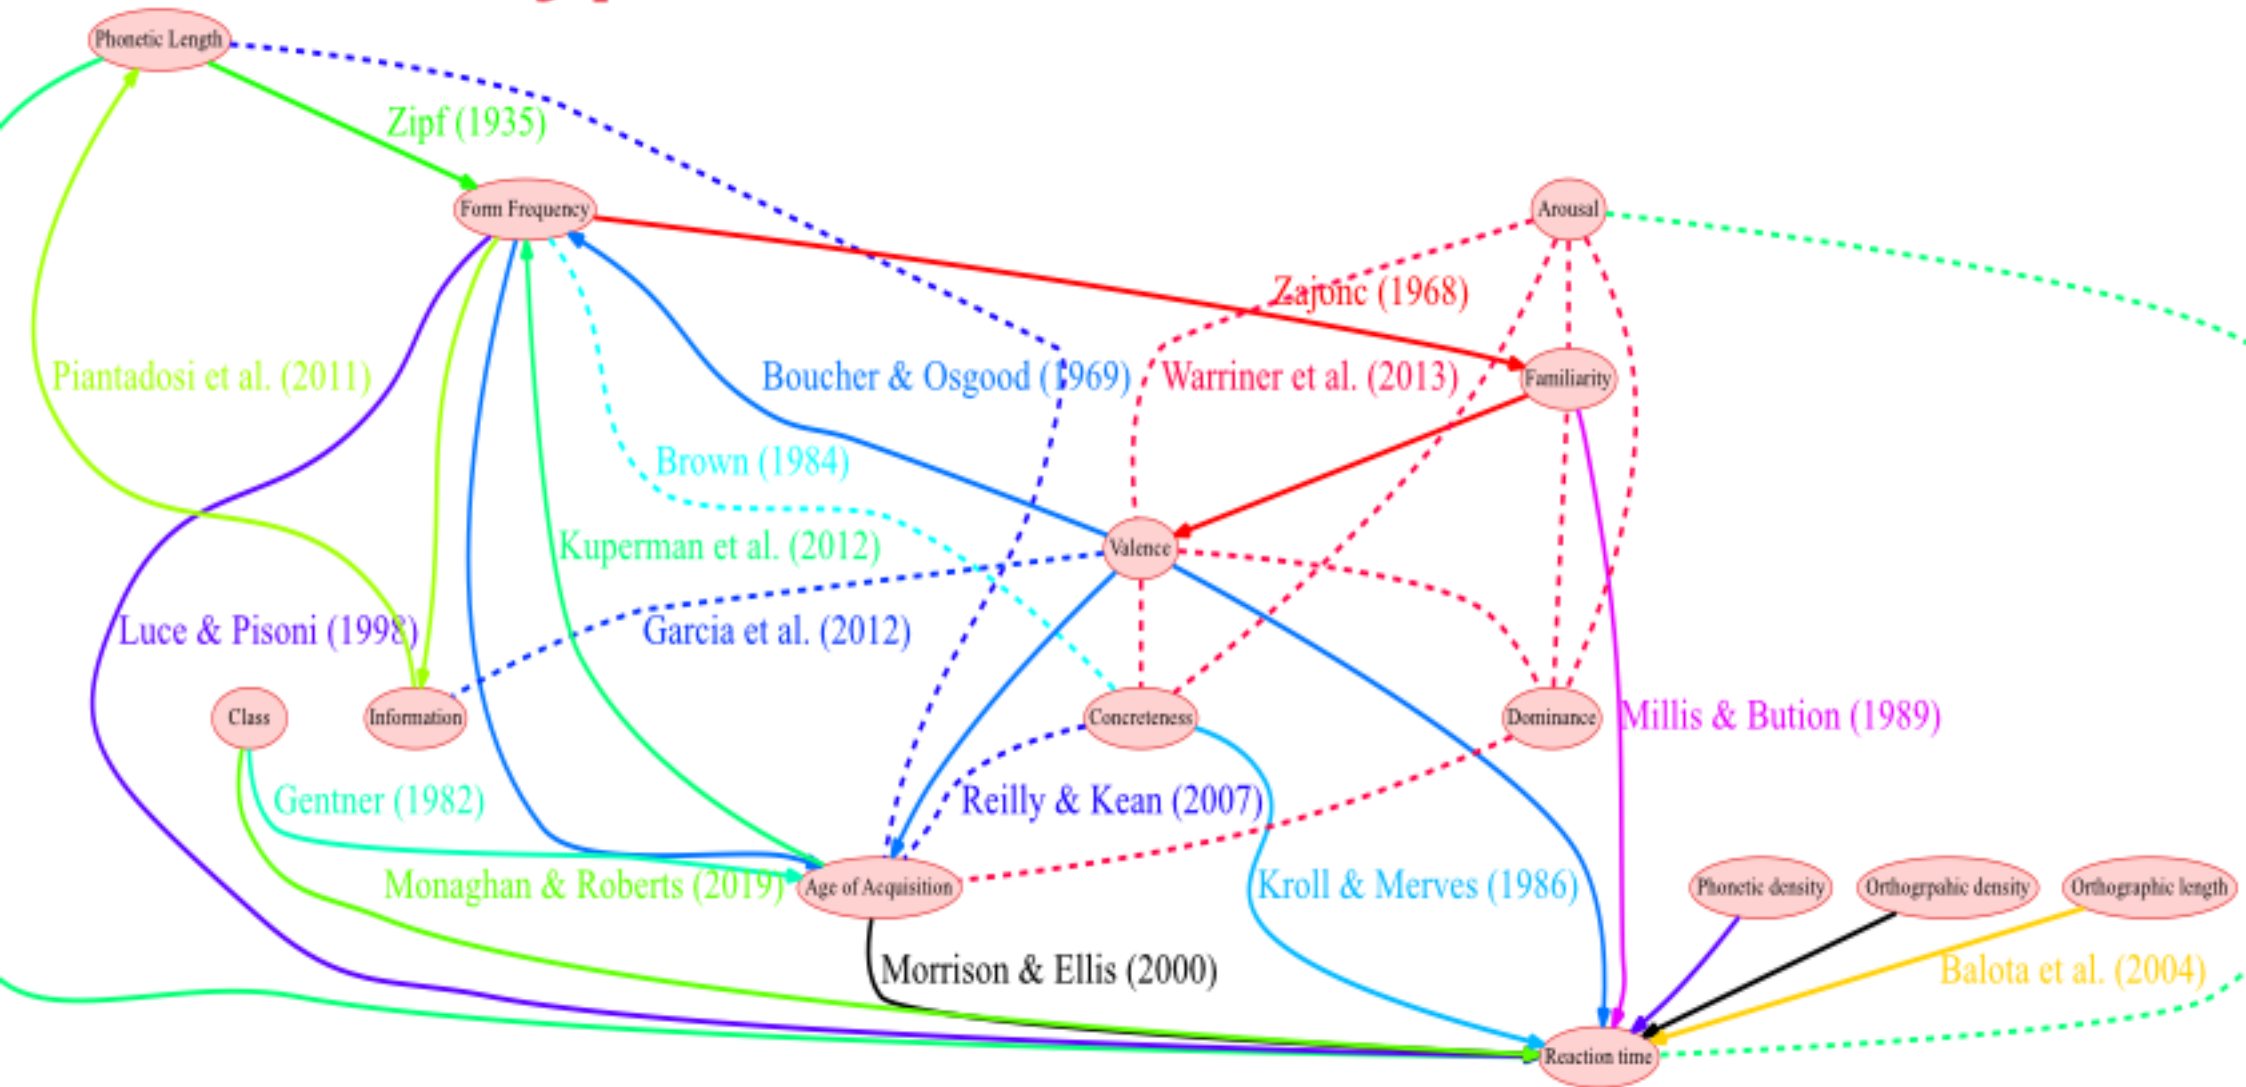 Phonetic Length
Zipf (1935)
Form Frequency
Arousal
Zajonc (1968)
Piantadosi et al. (2011)
Boucher & Osgood (1969)
Warriner et al. (2013)
Familiarity
Brown (1984)
Kuperman et al. (2012)
Valence
Luce & Pisoni (1998)
Garcia et al. (2012)
Class
Information
Concreteness
Dominance
Millis & Bution (1989)
Gentner (1982)
Reilly & Kean (2007)
Monaghan & Roberts (2019)
Age of Acquisition
Kroll & Merves (1986)
Phonetic density
Orthogrpahic density
Orthographic length
Morrison & Ellis (2000)
Balota et al. (2004)
Reaction time